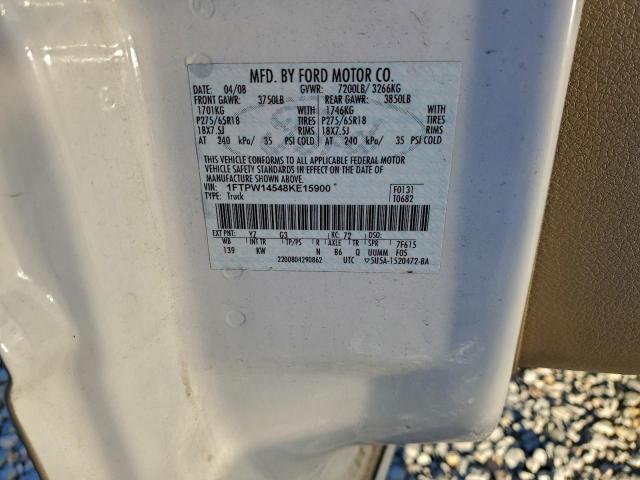 MFD. BY FORD MOTOR CO.
DATE: 04/08 GVWR: 7200LB/ 3266KG
FRONT GAWR: 3750LB REAR GAWR: 3850LB
1701KG WITH 1746KG WITH
P275/65R18 TIRES P275/65R18 TIRES
18X7.5J RIMS 18X7.5J RIMS
AT 240 kPa/ 35 PSI COLD AT 240 kPa/ 35 PSI COLD
THIS VEHICLE CONFORMS TO ALL APPLICABLE FEDERAL MOTOR
VEHICLE SAFETY STANDARDS IN EFFECT ON THE DATE OF
MANUFACTURE SHOWN ABOVE.
VIN: 1FTPW14548KE15900 F0131
TYPE: Truck T0682
EXT PNT: YZ G3 RC: 72 DSO:
WB INT TR TP/PS R AXLE TR SPR 7F615
139 KW N B6 Q UUMM F05
2200804290862 UTC 5U5A-1520472-BA